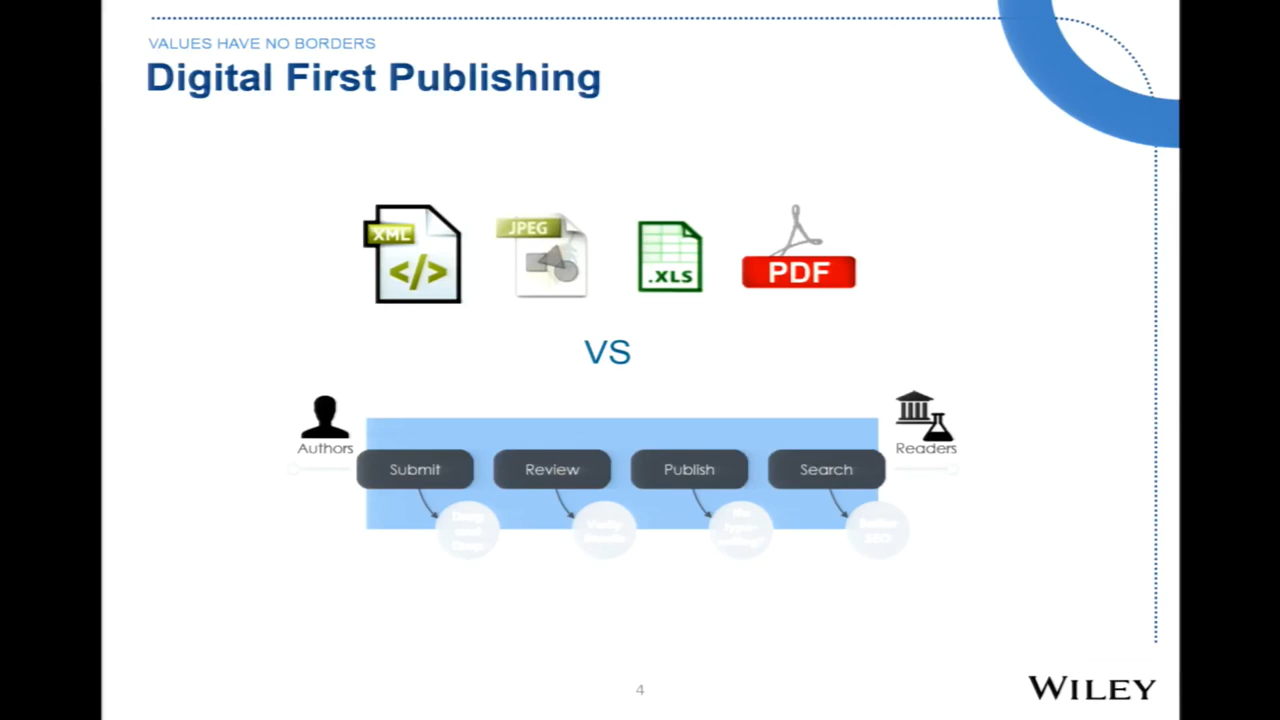 VALUES HAVE NO BORDERS
Digital First Publishing
XML
</>
JPEG
.XLS
PDF
VS
Authors
Readers
Submit
Review
Publish
Search
4
WILEY